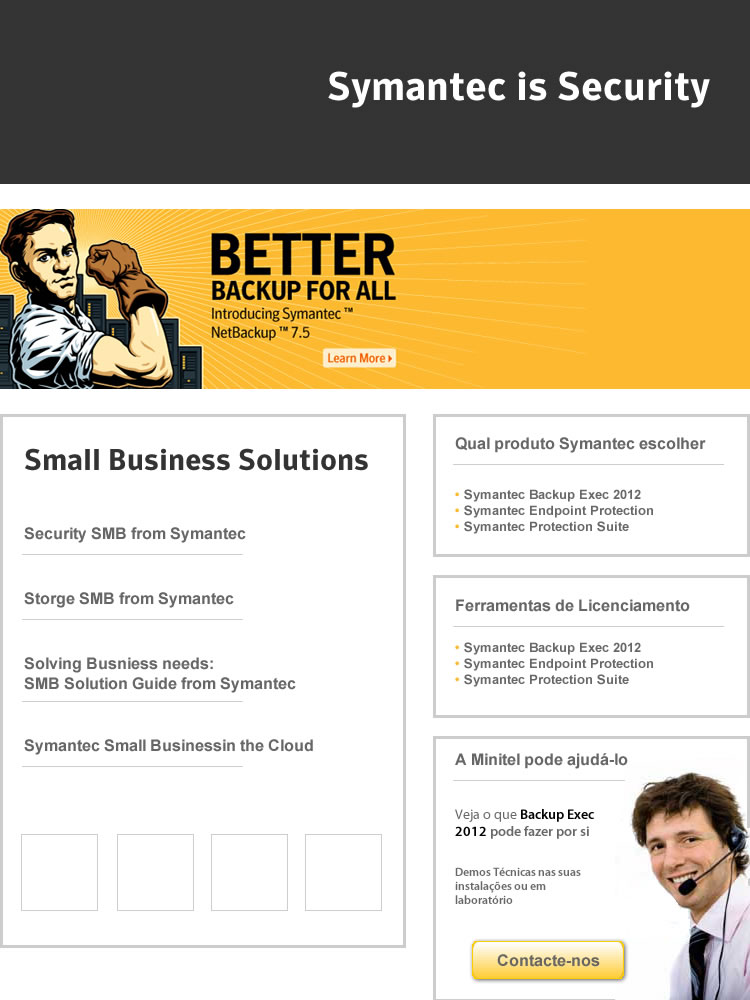 Symantec is Security
BETTER
BACKUP FOR ALL
Introducing Symantec ™
NetBackup ™ 7.5
Learn More
Small Business Solutions
Security SMB from Symantec
Storge SMB from Symantec
Solving Busniess needs:
SMB Solution Guide from Symantec
Symantec Small Businessin the Cloud
Qual produto Symantec escolher
• Symantec Backup Exec 2012
• Symantec Endpoint Protection
• Symantec Protection Suite
Ferramentas de Licenciamento
• Symantec Backup Exec 2012
• Symantec Endpoint Protection
• Symantec Protection Suite
A Minitel pode ajudá-lo
Veja o que Backup Exec
2012 pode fazer por si
Demos Técnicas nas suas
instalações ou em
laboratório
Contacte-nos